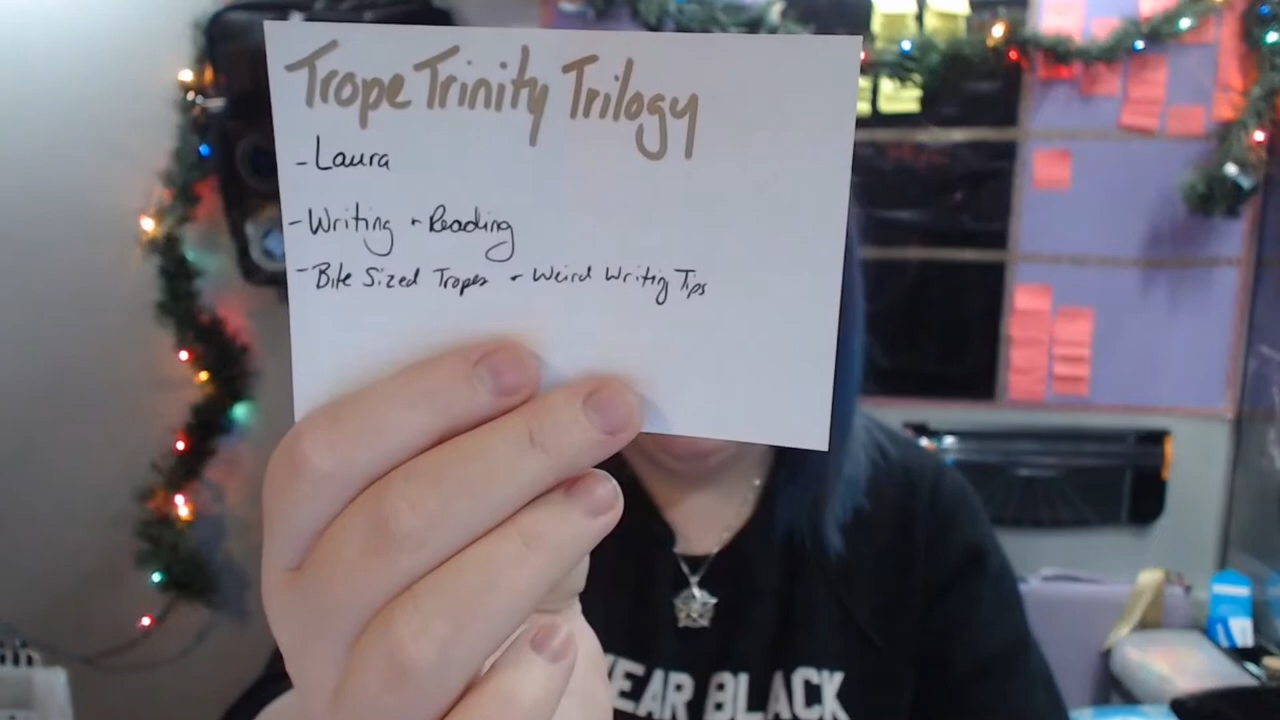 Trope Trinity Trilogy
- Laura
- Writing + Reading
- Bite Sized Tropes + Weird Writing Tips
EAR BLACK